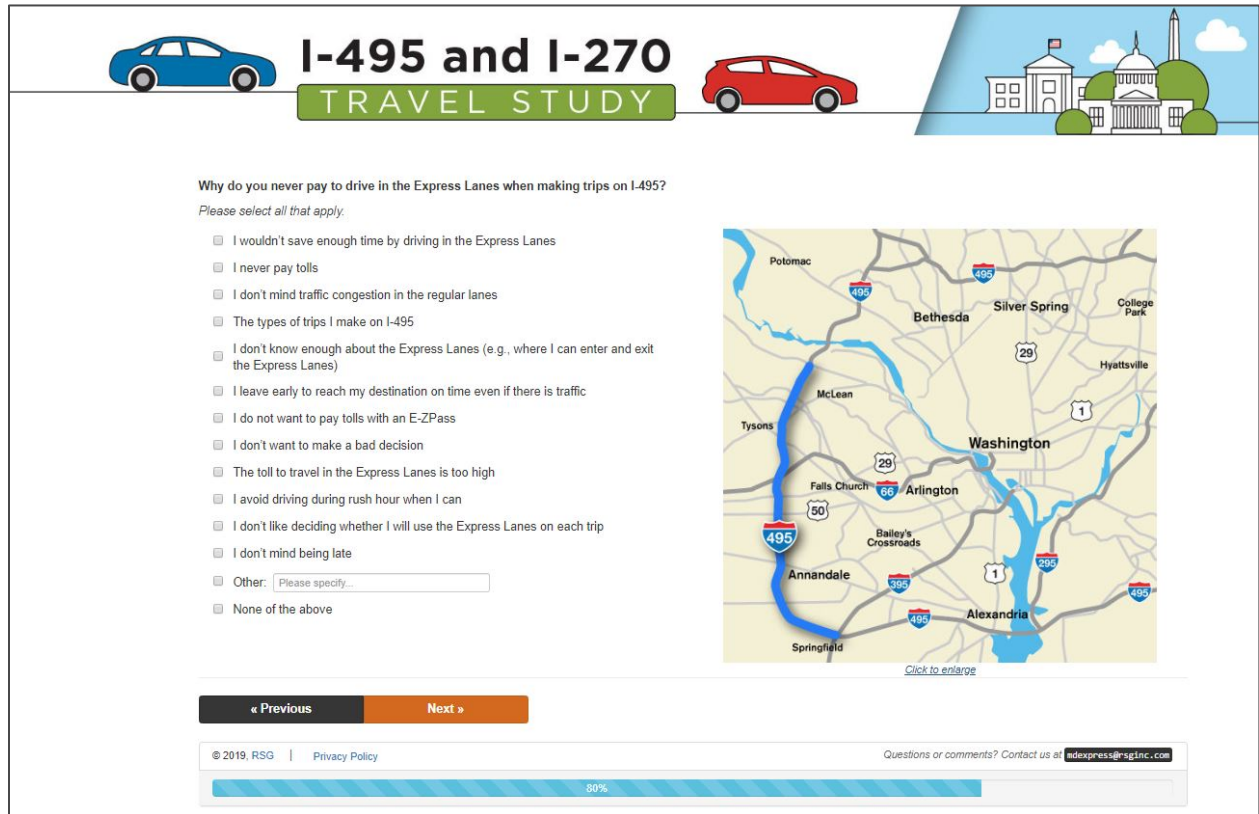 I-495 and I-270
TRAVEL STUDY
Why do you never pay to drive in the Express Lanes when making trips on I-495?
Please select all that apply.
I wouldn't save enough time by driving in the Express Lanes
I never pay tolls
I don't mind traffic congestion in the regular lanes
The types of trips I make on I-495
I don't know enough about the Express Lanes (e.g., where I can enter and exit
the Express Lanes)
I leave early to reach my destination on time even if there is traffic
I do not want to pay tolls with an E-ZPass
I don't want to make a bad decision
The toll to travel in the Express Lanes is too high
I avoid driving during rush hour when I can
I don't like deciding whether I will use the Express Lanes on each trip
I don't mind being late
Other: Please specify...
None of the above
Potomac
495
495
Bethesda
Silver Spring
College
Park
29
Hyattsville
McLean
1
Tysons
Washington
29
Falls Church
66
Arlington
50
495
Bailey's
Crossroads
295
Annandale
395
1
495
495
Alexandria
Springfield
Click to enlarge
« Previous
Next »
© 2019, RSG | Privacy Policy
Questions or comments? Contact us at mdexpress@rsginc.com
80%